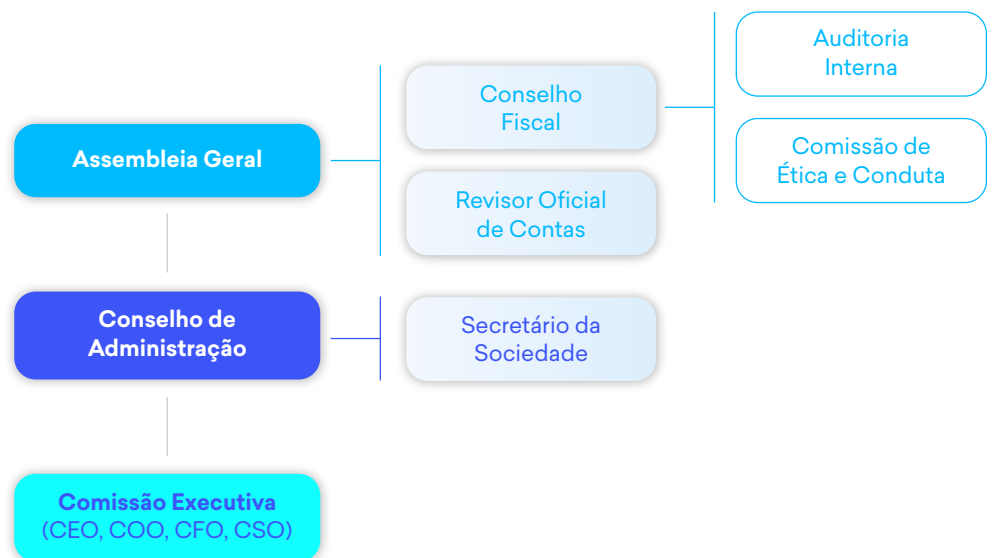 Assembleia Geral
Conselho
Fiscal
Revisor Oficial
de Contas
Auditoria
Interna
Comissão de
Ética e Conduta
Conselho de
Administração
Secretário da
Sociedade
Comissão Executiva
(CEO, COO, CFO, CSO)